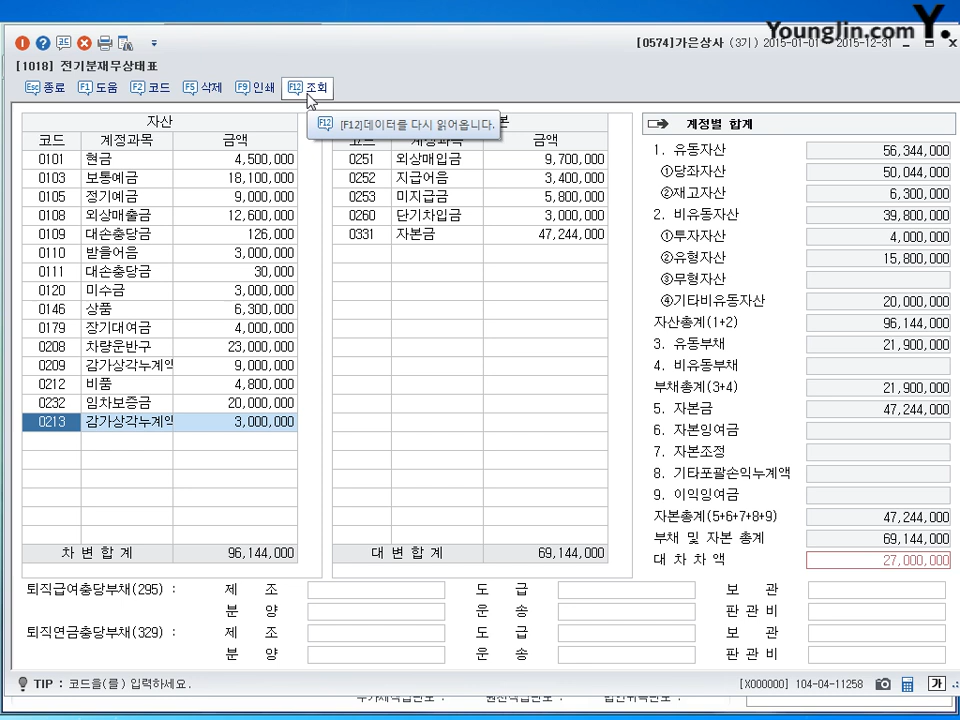 YoungJin.com Y.
[0574]가은상사 (3기) 2015-01-01 2015-12-31
[1018] 전기분재무상태표
Esc 종료 F1 도움 F2 코드 F5 삭제 F9 인쇄 F12 조회
F12 [F12]데이터를 다시 읽어옵니다.
자산
코드 계정과목 금액
0101 현금 4,500,000
0103 보통예금 18,100,000
0105 정기예금 9,000,000
0108 외상매출금 12,600,000
0109 대손충당금 126,000
0110 받을어음 3,000,000
0111 대손충당금 30,000
0120 미수금 3,000,000
0146 상품 6,300,000
0179 장기대여금 4,000,000
0208 차량운반구 23,000,000
0209 감가상각누계액 9,000,000
0212 비품 4,800,000
0232 임차보증금 20,000,000
0213 감가상각누계액 3,000,000
차 변 합 계 96,144,000
본
코드 계정과목 금액
0251 외상매입금 9,700,000
0252 지급어음 3,400,000
0253 미지급금 5,800,000
0260 단기차입금 3,000,000
0331 자본금 47,244,000
대 변 합 계 69,144,000
계정별 합계
1. 유동자산 56,344,000
①당좌자산 50,044,000
②재고자산 6,300,000
2. 비유동자산 39,800,000
①투자자산 4,000,000
②유형자산 15,800,000
③무형자산
④기타비유동자산 20,000,000
자산총계(1+2) 96,144,000
3. 유동부채 21,900,000
4. 비유동부채
부채총계(3+4) 21,900,000
5. 자본금 47,244,000
6. 자본잉여금
7. 자본조정
8. 기타포괄손익누계액
9. 이익잉여금
자본총계(5+6+7+8+9) 47,244,000
부채 및 자본 총계 69,144,000
대 차 차 액 27,000,000
퇴직급여충당부채(295) : 제 조 도 급 보 관
분 양 운 송 판 관 비
퇴직연금충당부채(329) : 제 조 도 급 보 관
분 양 운 송 판 관 비
TIP : 코드을(를) 입력하세요. [X000000] 104-04-11258 가